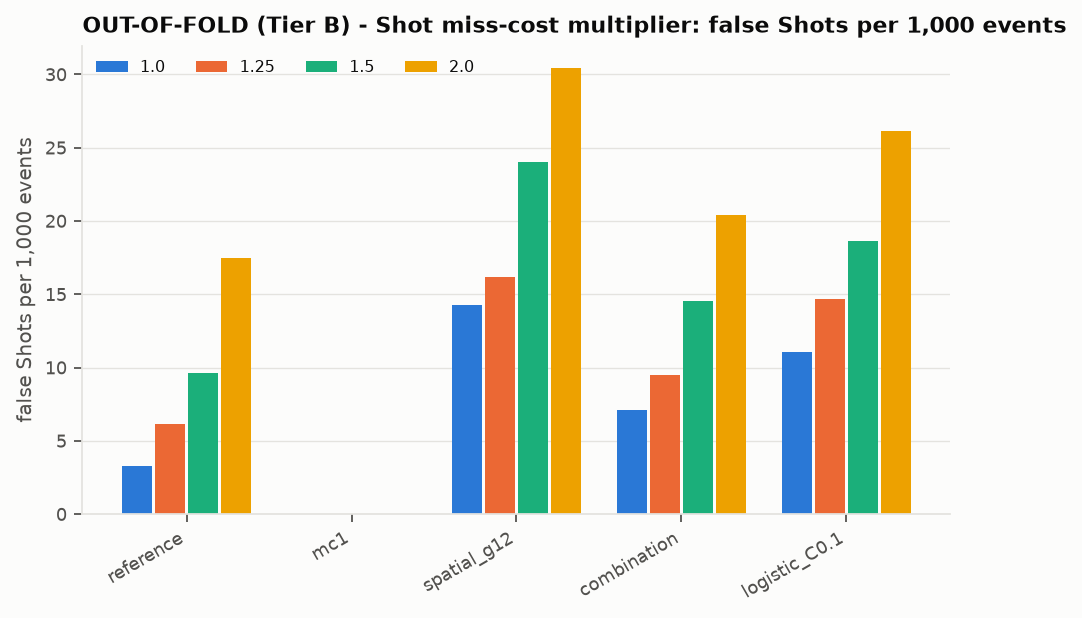 OUT-OF-FOLD (Tier B) - Shot miss-cost multiplier: false Shots per 1,000 events
1.0 1.25 1.5 2.0
false Shots per 1,000 events
30
25
20
15
10
5
0
reference mc1 spatial_g12 combination logistic_C0.1